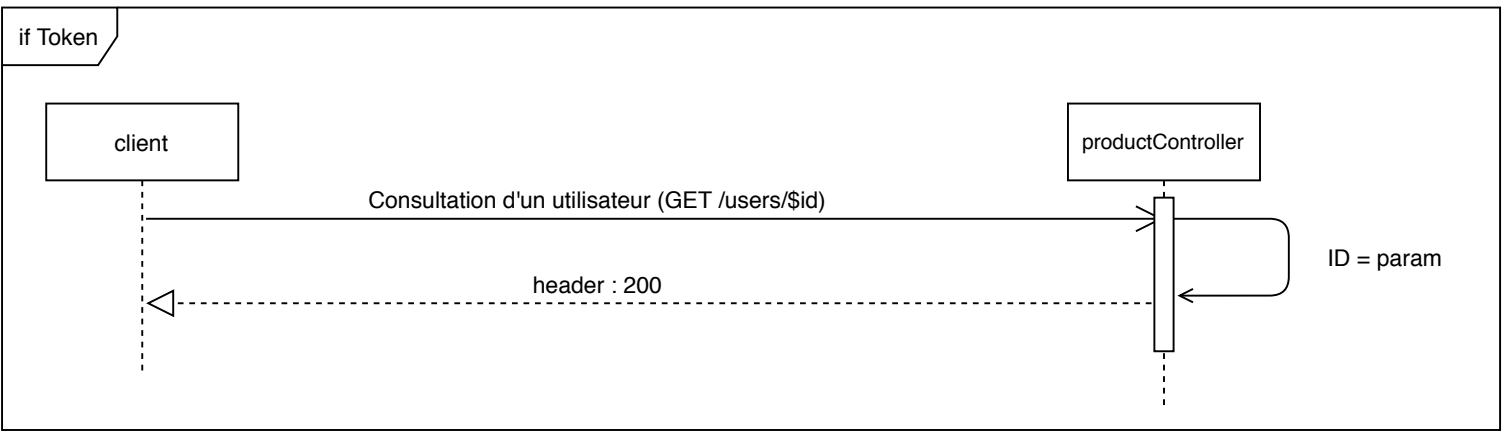 if Token
client
productController
Consultation d'un utilisateur (GET /users/$id)
ID = param
header : 200